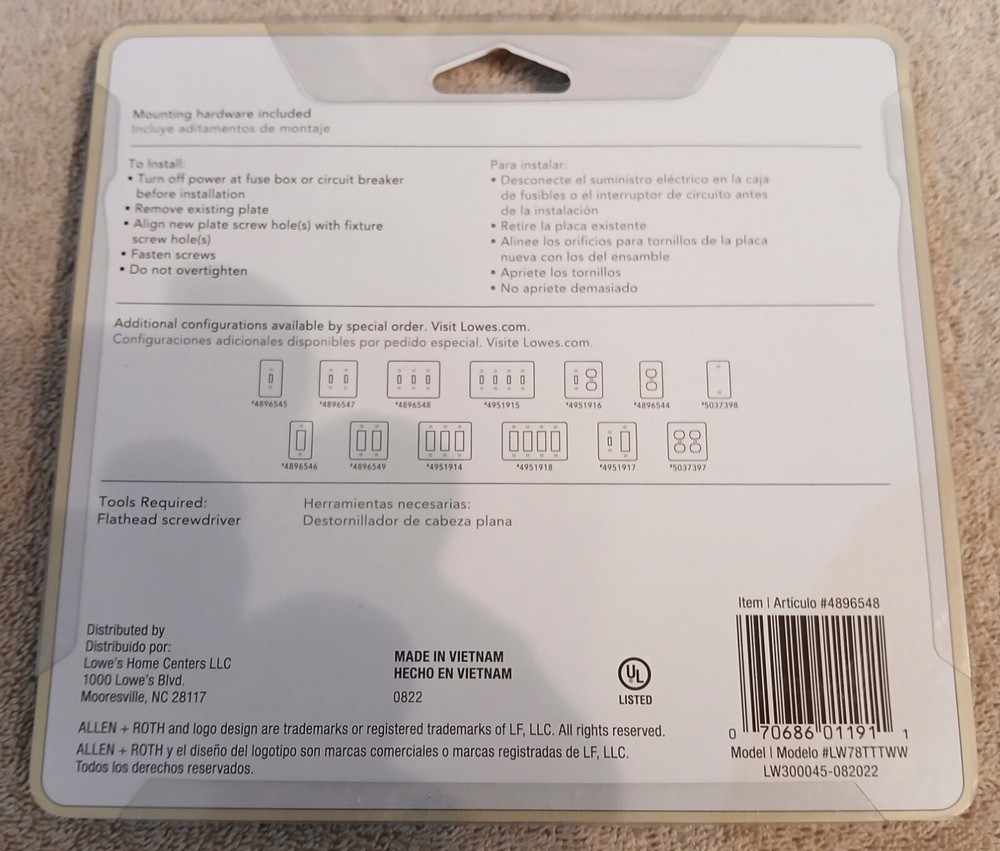 Mounting hardware included
Incluye aditamentos de montaje
To Install:
• Turn off power at fuse box or circuit breaker
before installation
• Remove existing plate
• Align new plate screw hole(s) with fixture
screw hole(s)
• Fasten screws
• Do not overtighten
Para instalar:
• Desconecte el suministro eléctrico en la caja
de fusibles o el interruptor de circuito antes
de la instalación
• Retire la placa existente
• Alinee los orificios para tornillos de la placa
nueva con los del ensamble
• Apriete los tornillos
• No apriete demasiado
Additional configurations available by special order. Visit Lowes.com.
Configuraciones adicionales disponibles por pedido especial. Visite Lowes.com.
*4896545 *4896547 *4896548 *4951915 *4951916 *4896544 *5037398
*4896546 *4896549 *4951914 *4951918 *4951917 *5037397
Tools Required:
Flathead screwdriver
Herramientas necesarias:
Destornillador de cabeza plana
Distributed by
Distribuido por:
Lowe's Home Centers LLC
1000 Lowe's Blvd.
Mooresville, NC 28117
MADE IN VIETNAM
HECHO EN VIETNAM
0822
UL
LISTED
Item | Artículo #4896548
0 70686 01191 1
Model | Modelo #LW78TTTWW
LW300045-082022
ALLEN + ROTH and logo design are trademarks or registered trademarks of LF, LLC. All rights reserved.
ALLEN + ROTH y el diseño del logotipo son marcas comerciales o marcas registradas de LF, LLC.
Todos los derechos reservados.